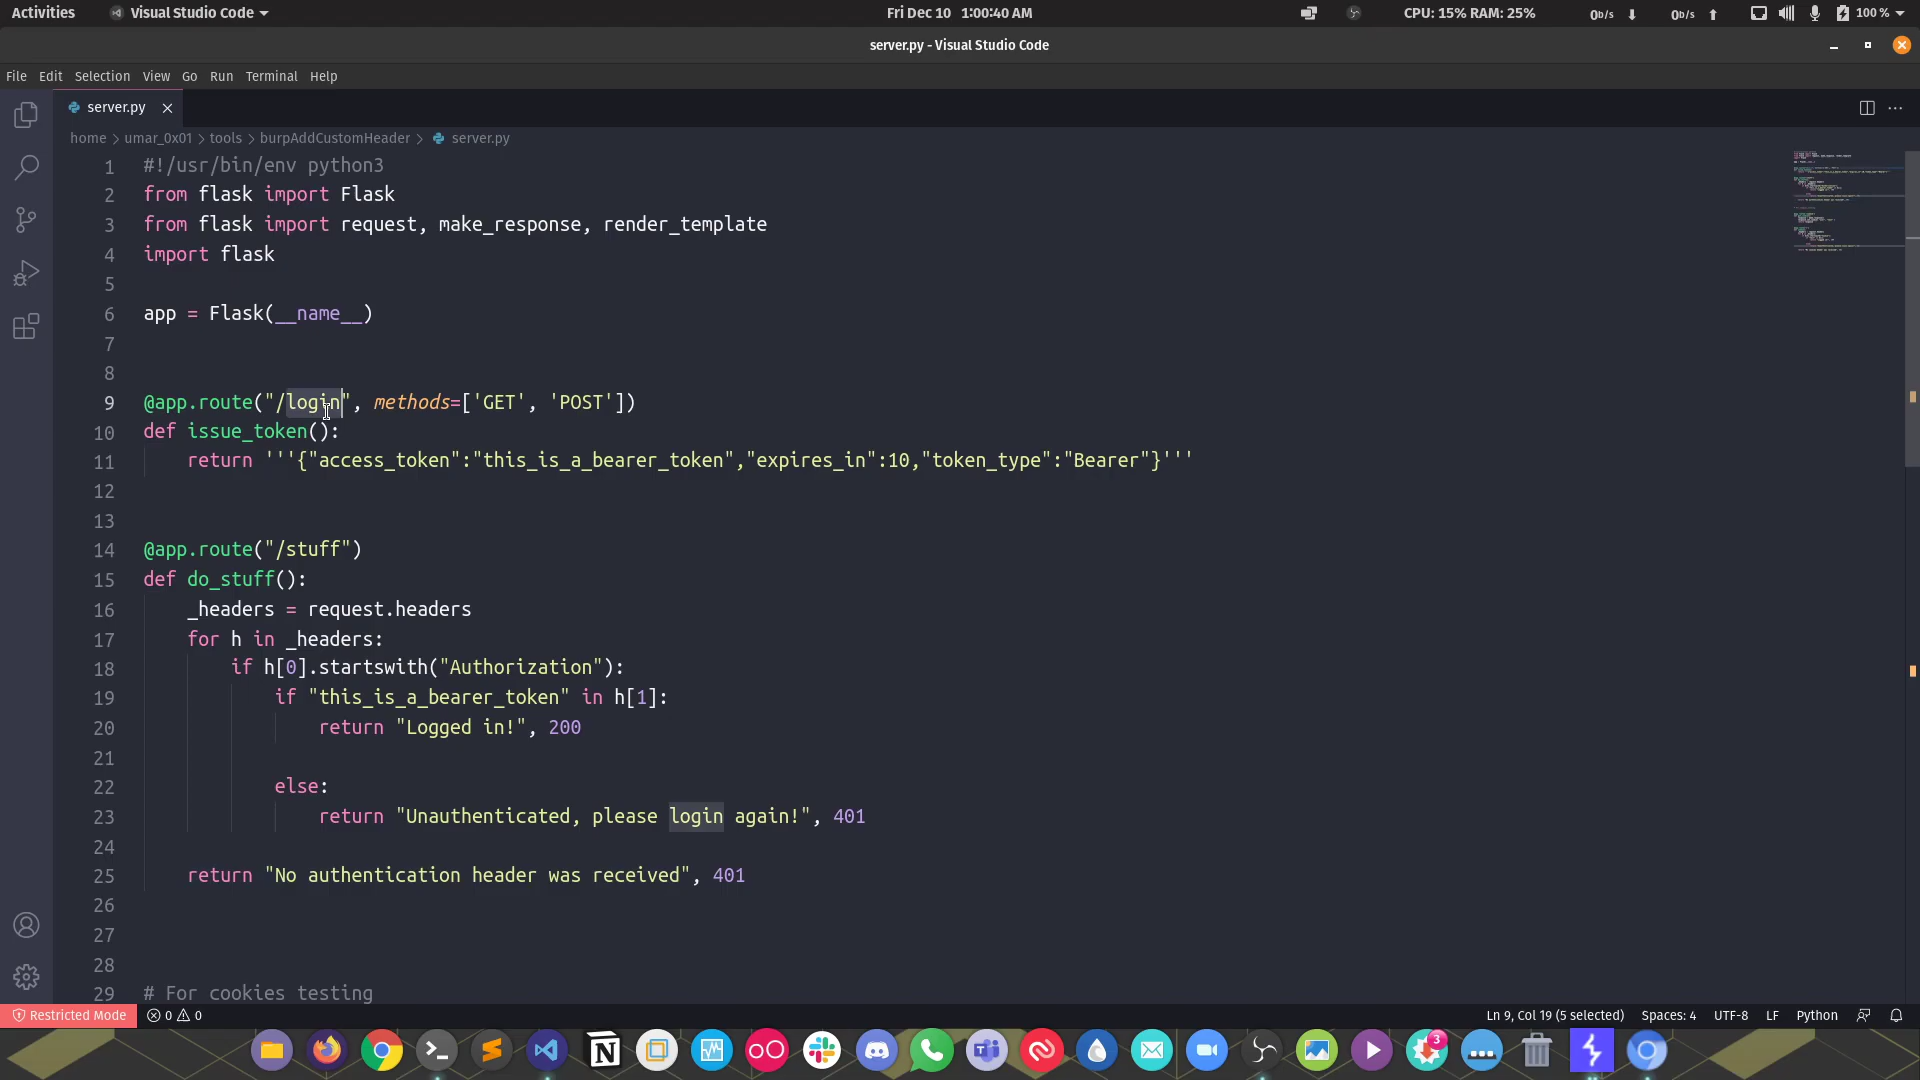 Activities Visual Studio Code Fri Dec 10 1:00:40 AM CPU: 15% RAM: 25% 0b/s 0b/s 100 %
server.py - Visual Studio Code
File Edit Selection View Go Run Terminal Help
server.py
home > umar_0x01 > tools > burpAddCustomHeader > server.py
1 #!/usr/bin/env python3
2 from flask import Flask
3 from flask import request, make_response, render_template
4 import flask
5
6 app = Flask(__name__)
7
8
9 @app.route("/login", methods=['GET', 'POST'])
10 def issue_token():
11 return '''{"access_token":"this_is_a_bearer_token","expires_in":10,"token_type":"Bearer"}'''
12
13
14 @app.route("/stuff")
15 def do_stuff():
16 _headers = request.headers
17 for h in _headers:
18 if h[0].startswith("Authorization"):
19 if "this_is_a_bearer_token" in h[1]:
20 return "Logged in!", 200
21
22 else:
23 return "Unauthenticated, please login again!", 401
24
25 return "No authentication header was received", 401
26
27
28
29 # For cookies testing
Restricted Mode 0 0 Ln 9, Col 19 (5 selected) Spaces: 4 UTF-8 LF Python
3